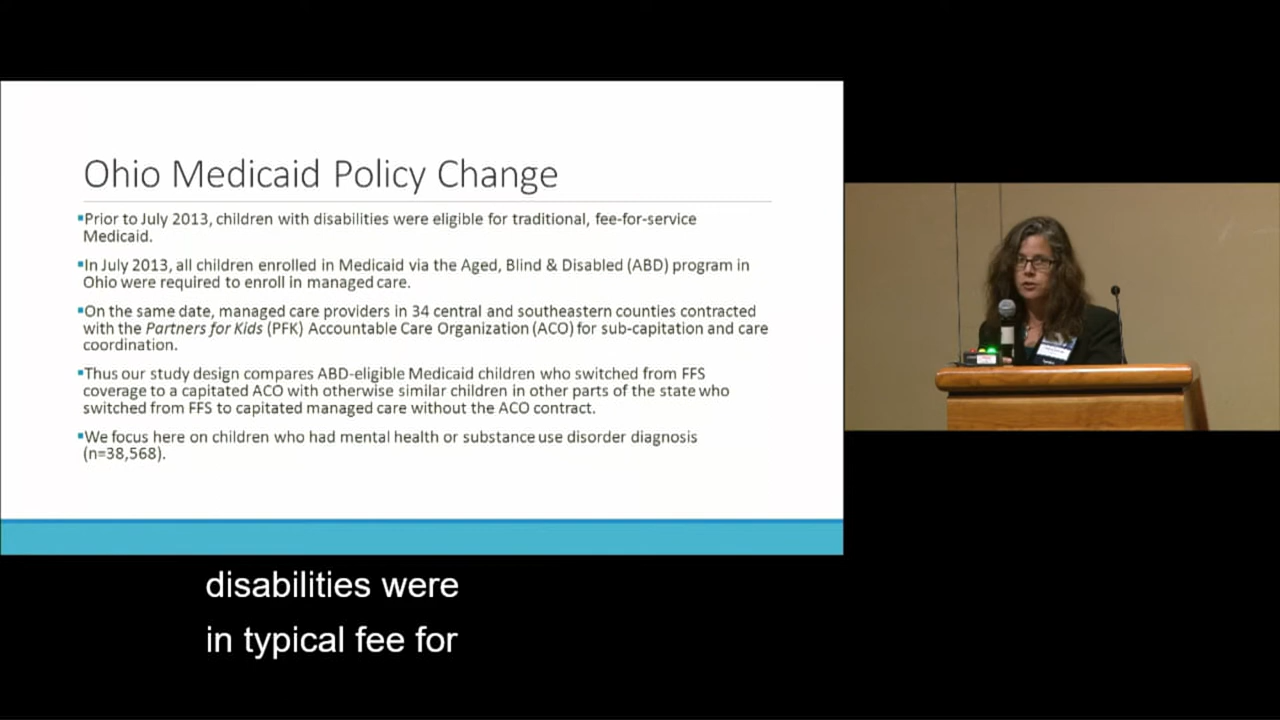 Ohio Medicaid Policy Change
▪Prior to July 2013, children with disabilities were eligible for traditional, fee-for-service
Medicaid.
▪In July 2013, all children enrolled in Medicaid via the Aged, Blind & Disabled (ABD) program in
Ohio were required to enroll in managed care.
▪On the same date, managed care providers in 34 central and southeastern counties contracted
with the Partners for Kids (PFK) Accountable Care Organization (ACO) for sub-capitation and care
coordination.
▪Thus our study design compares ABD-eligible Medicaid children who switched from FFS
coverage to a capitated ACO with otherwise similar children in other parts of the state who
switched from FFS to capitated managed care without the ACO contract.
▪We focus here on children who had mental health or substance use disorder diagnosis
(n=38,568).
disabilities were
in typical fee for